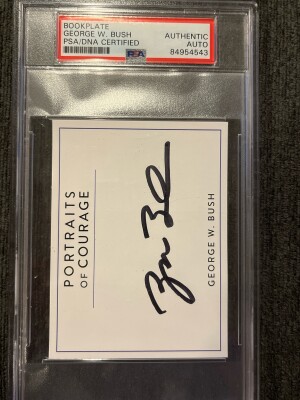 BOOKPLATE
GEORGE W. BUSH
PSA/DNA CERTIFIED
AUTHENTIC
AUTO
84954543
PSA
PORTRAITS
OF COURAGE
GEORGE W. BUSH